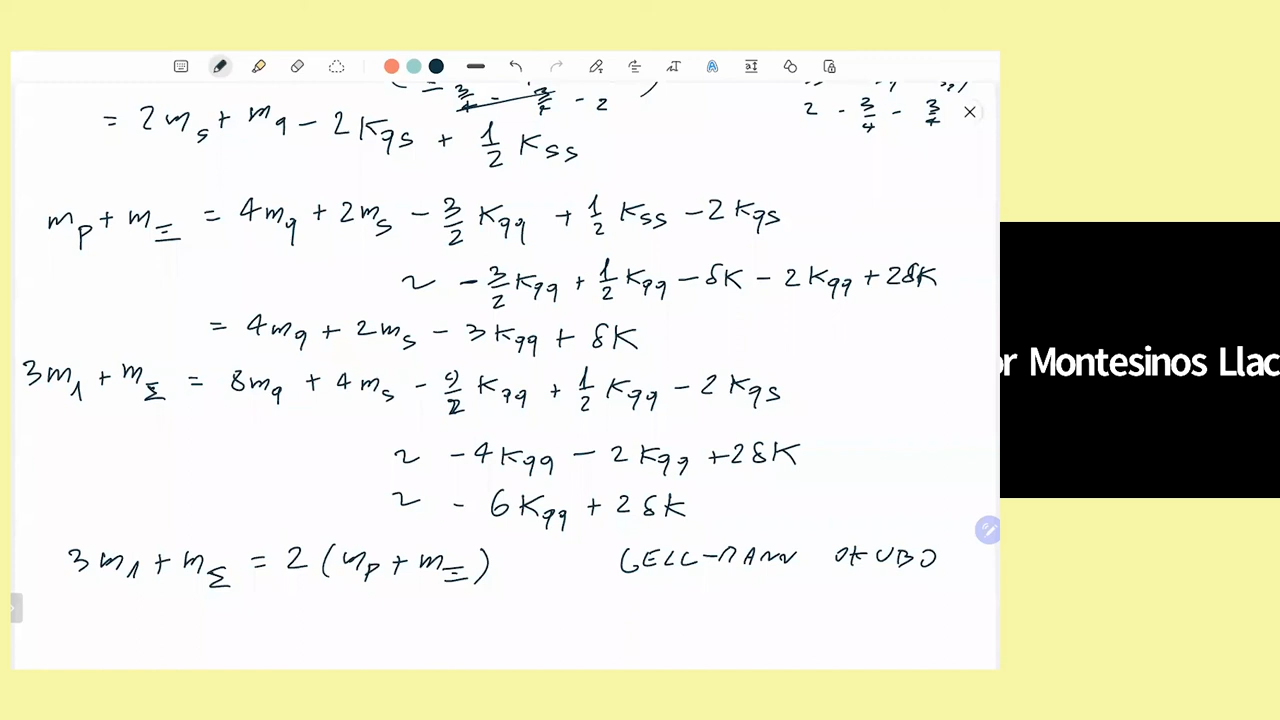 = 2m_s + m_q - 2K_qs + 1/2 K_ss
2 - 3/4 - 3/4
m_p + m_Ξ = 4m_q + 2m_s - 3/2 K_qq + 1/2 K_ss - 2K_qs
~ - 3/2 K_qq + 1/2 K_qq - δK - 2K_qq + 2δK
= 4m_q + 2m_s - 3K_qq + δK
3m_Λ + m_Σ = 8m_q + 4m_s - 9/2 K_qq + 1/2 K_qq - 2K_qs
~ - 4K_qq - 2K_qq + 2δK
~ - 6K_qq + 2δK
3m_Λ + m_Σ = 2(m_p + m_Ξ) GELL-MANN OKUBO
or Montesinos Llac